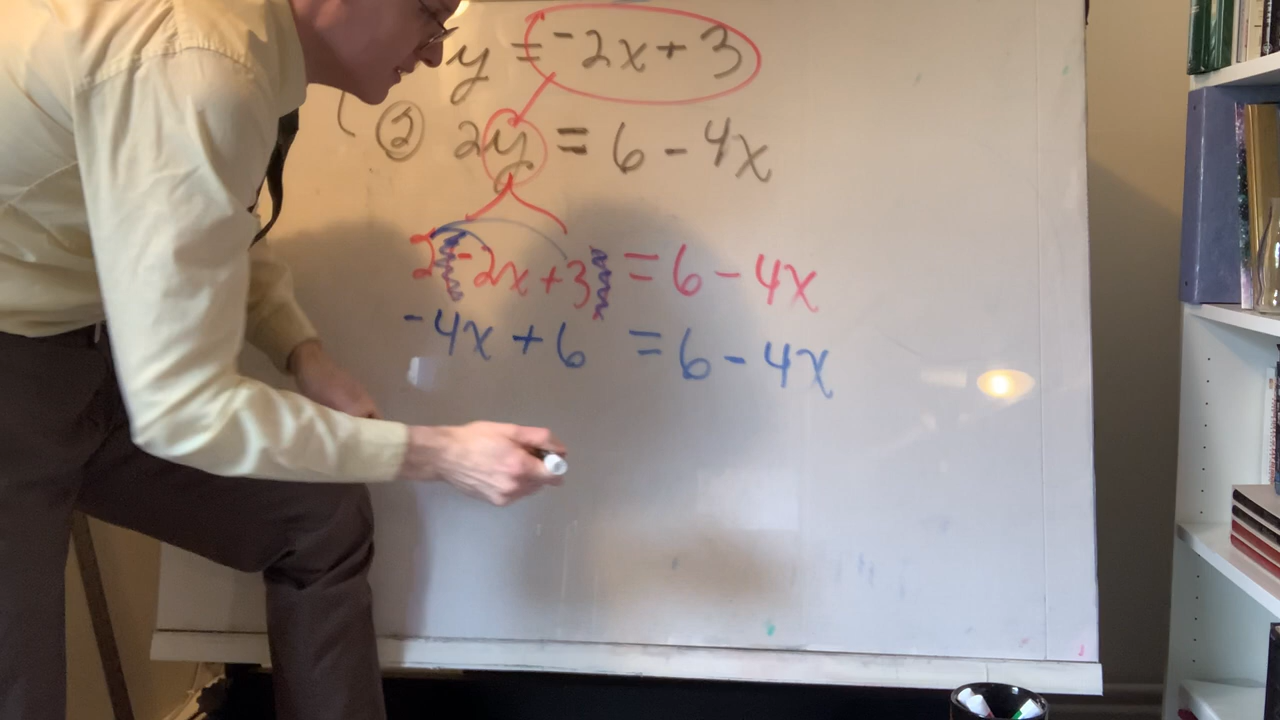 y = -2x + 3
② 2y = 6 - 4x
2(-2x + 3) = 6 - 4x
-4x + 6 = 6 - 4x